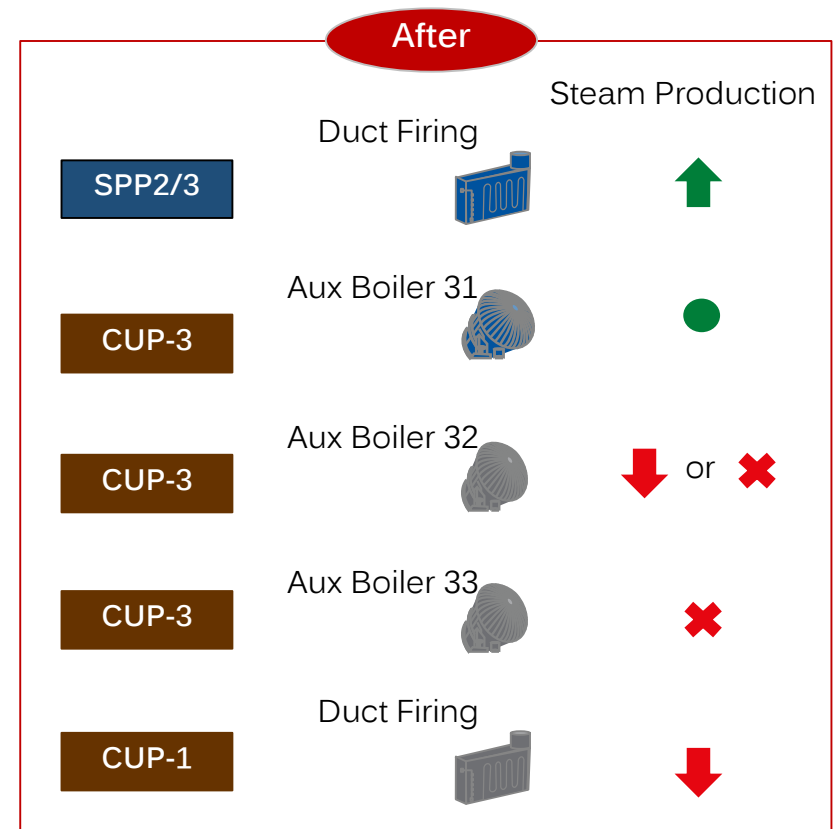 After
Steam Production
Duct Firing
SPP2/3
Aux Boiler 31
CUP-3
Aux Boiler 32
CUP-3
or
Aux Boiler 33
CUP-3
Duct Firing
CUP-1